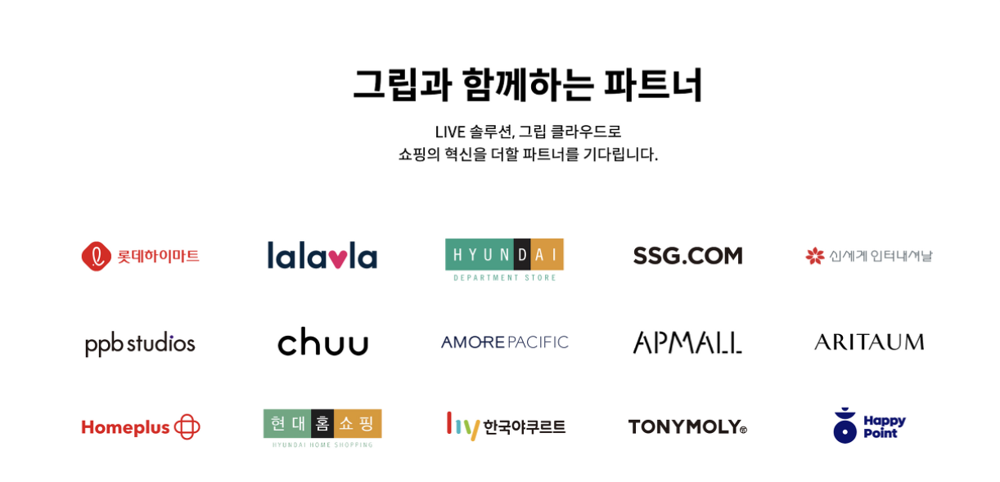 그립과 함께하는 파트너
LIVE 솔루션, 그립 클라우드로
쇼핑의 혁신을 더할 파트너를 기다립니다.
롯데하이마트
lalavla
HYUNDAI
DEPARTMENT STORE
SSG.COM
신세계인터내셔날
ppb studios
chuu
AMOREPACIFIC
APMALL
ARITAUM
Homeplus
현대홈쇼핑
HYUNDAI HOME SHOPPING
hy 한국야쿠르트
TONYMOLY
Happy
Point